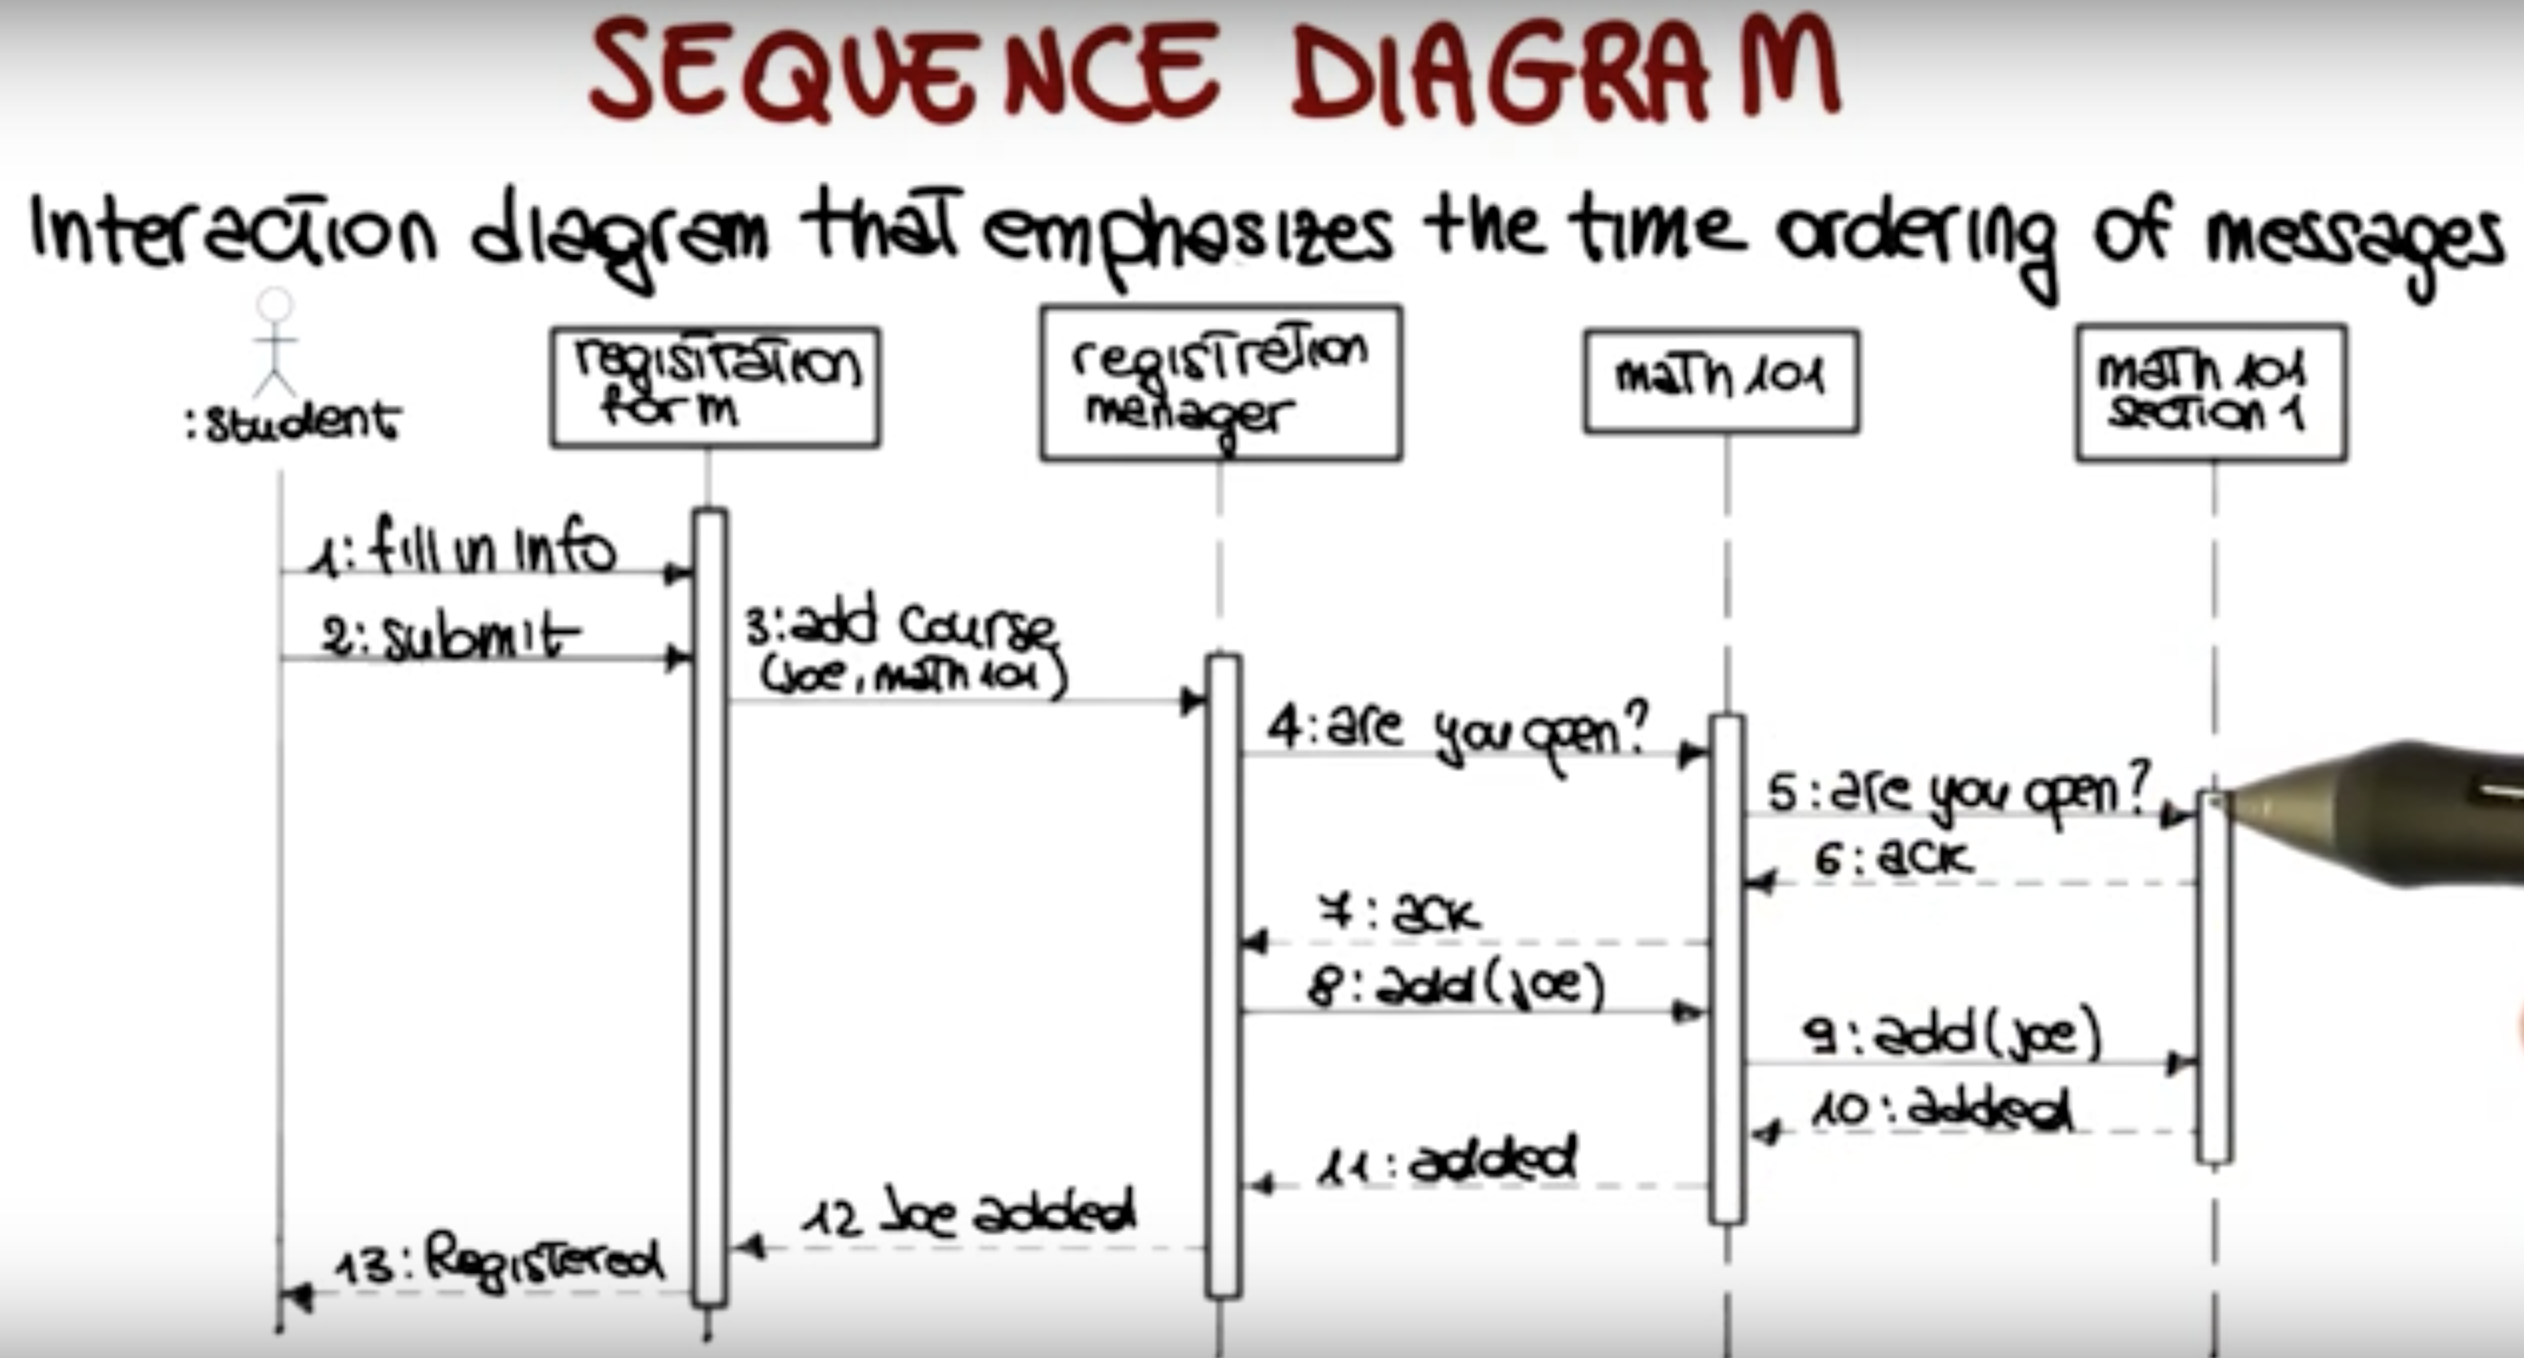 SEQUENCE DIAGRAM
Interaction diagram that emphasizes the time ordering of messages
:Student
registration
form
registration
manager
math 101
math 101
section 1
1: fill in info
2: submit
3: add course
(joe, math 101)
4: are you open?
5: are you open?
6: ack
7: ack
8: add (joe)
9: add (joe)
10: added
11: added
12 Joe added
13: Registered